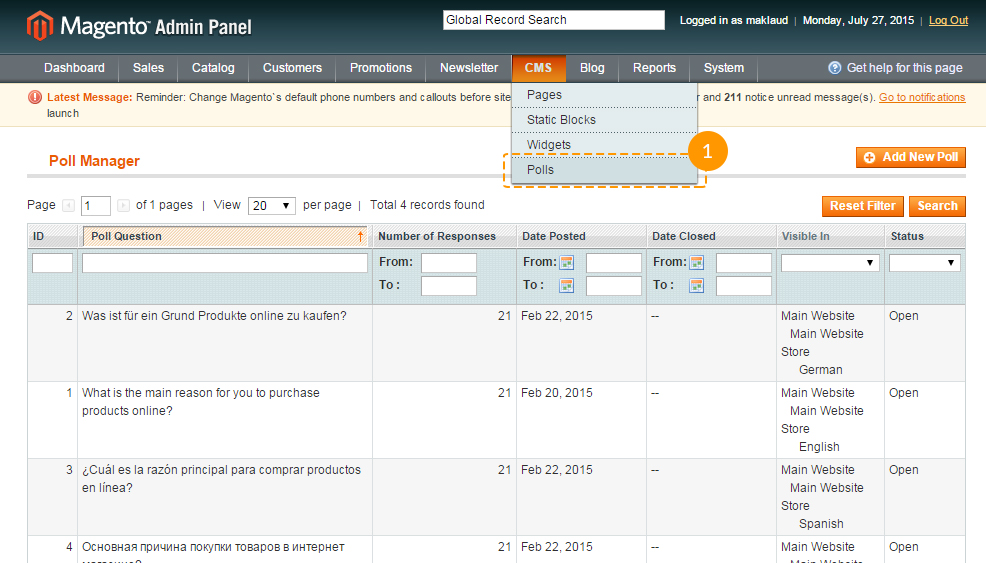 Magento™ Admin Panel
Global Record Search
Logged in as maklaud | Monday, July 27, 2015 | Log Out
Dashboard Sales Catalog Customers Promotions Newsletter CMS Blog Reports System Get help for this page
Latest Message: Reminder: Change Magento`s default phone numbers and callouts before site r and 211 notice unread message(s). Go to notifications
launch
Pages
Static Blocks
Widgets
Polls
1
Poll Manager
Add New Poll
Page 1 of 1 pages | View 20 per page | Total 4 records found
Reset Filter Search
ID Poll Question Number of Responses Date Posted Date Closed Visible In Status
From: From: From:
To : To : To :
2 Was ist für ein Grund Produkte online zu kaufen? 21 Feb 22, 2015 -- Main Website Open
Main Website
Store
German
1 What is the main reason for you to purchase 21 Feb 20, 2015 -- Main Website Open
products online? Main Website
Store
English
3 ¿Cuál es la razón principal para comprar productos 21 Feb 22, 2015 -- Main Website Open
en línea? Main Website
Store
Spanish
4 Основная причина покупки товаров в интернет 21 Feb 22, 2015 -- Main Website Open
Main Website